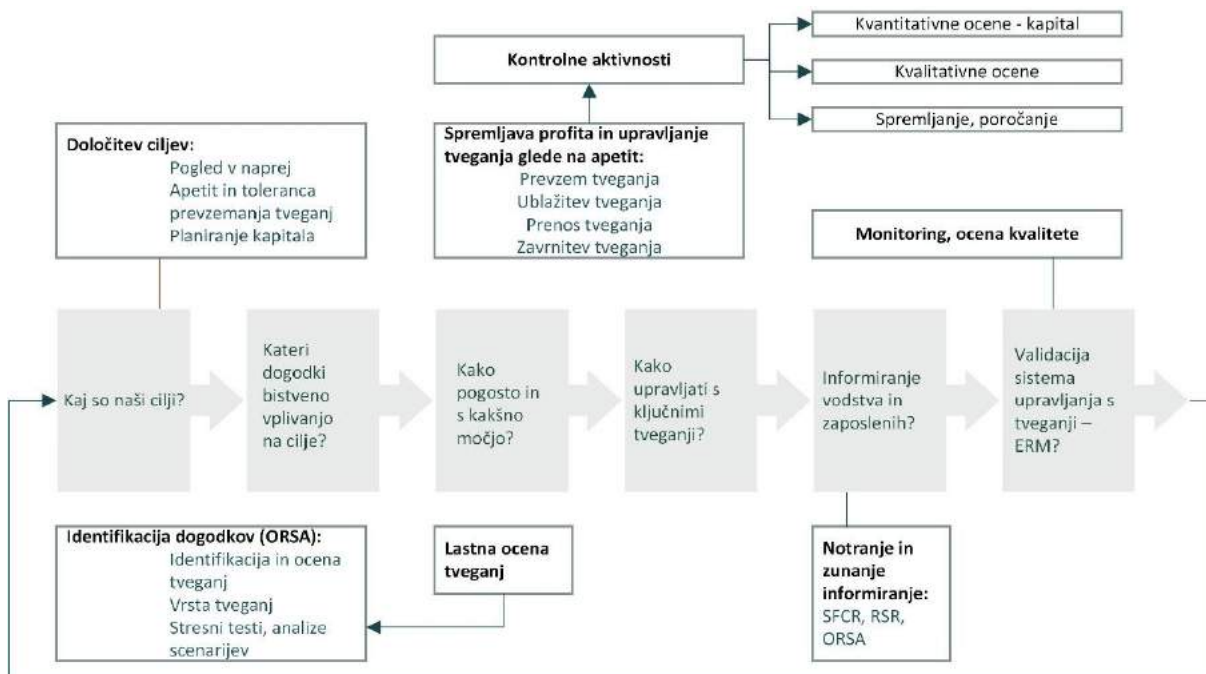 Kvantitativne ocene - kapital
Kontrolne aktivnosti
Kvalitativne ocene
Spremljanje, poročanje
Določitev ciljev:
Pogled v naprej
Apetit in toleranca
prevzemanja tveganj
Planiranje kapitala
Spremljava profita in upravljanje
tveganja glede na apetit:
Prevzem tveganja
Ublažitev tveganja
Prenos tveganja
Zavrnitev tveganja
Monitoring, ocena kvalitete
Kaj so naši cilji?
Kateri
dogodki
bistveno
vplivanjo
na cilje?
Kako
pogosto in
s kakšno
močjo?
Kako
upravljati s
ključnimi
tveganji?
Informiranje
vodstva in
zaposlenih?
Validacija
sistema
upravljanja s
tveganji –
ERM?
Identifikacija dogodkov (ORSA):
Identifikacija in ocena
tveganj
Vrsta tveganj
Stresni testi, analize
scenarijev
Lastna ocena
tveganj
Notranje in
zunanje
informiranje:
SFCR, RSR,
ORSA